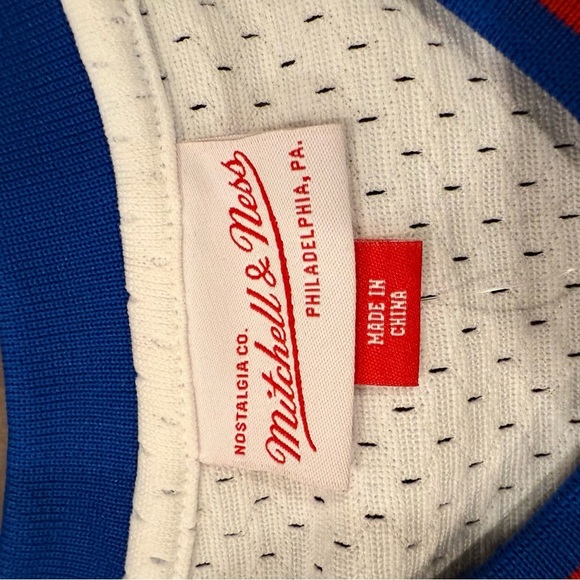 NOSTALGIA CO.
Mitchell & Ness
PHILADELPHIA, PA.
MADE IN
CHINA